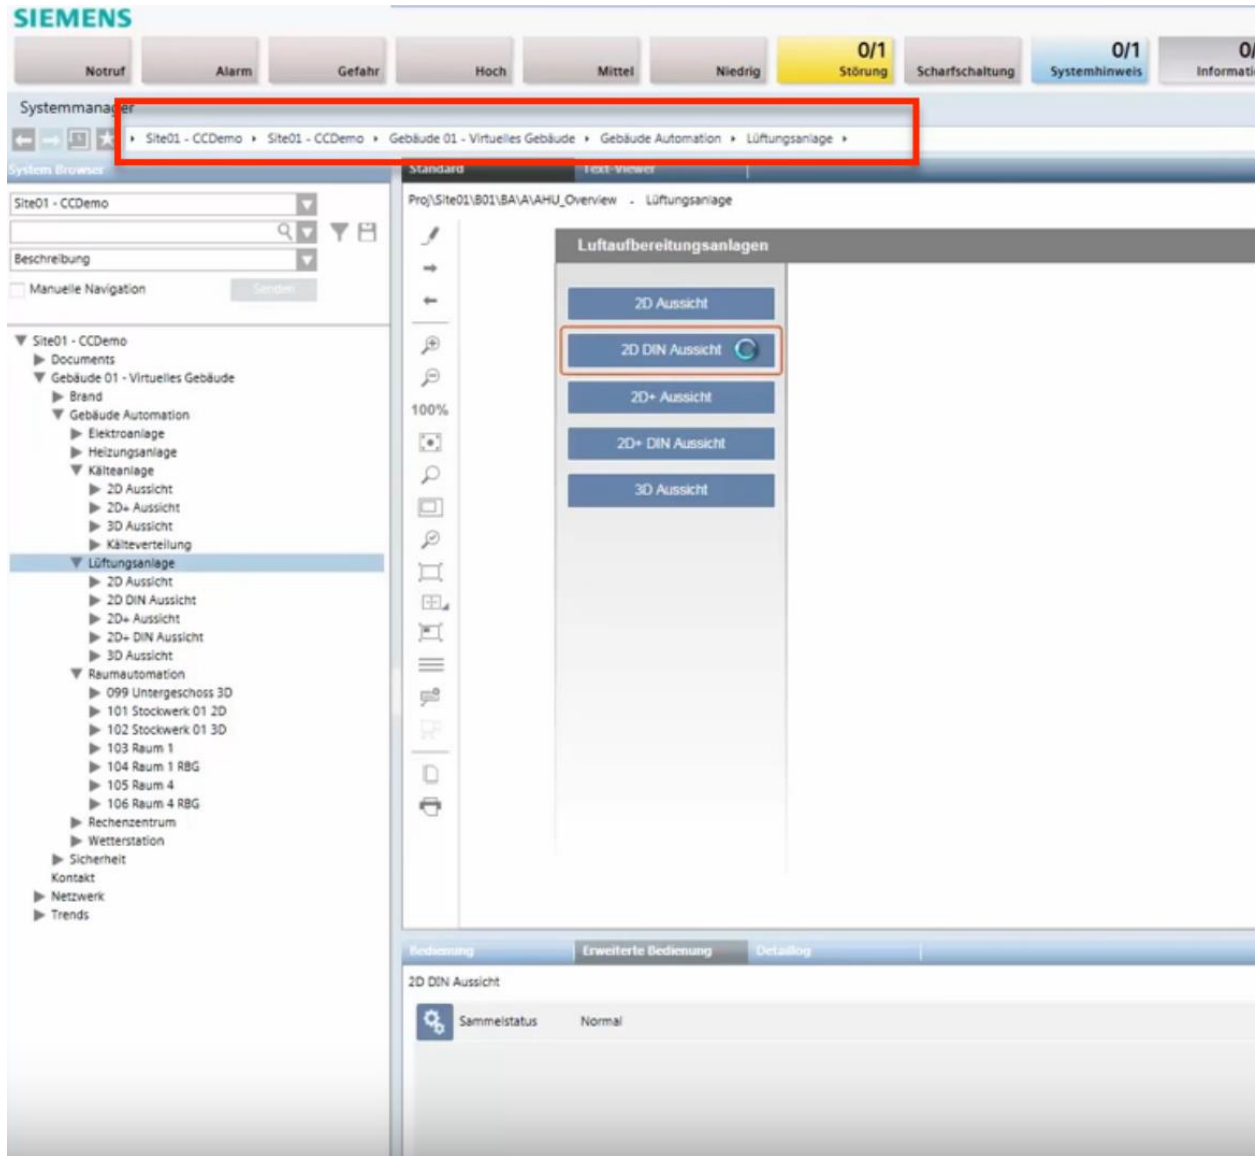 SIEMENS
Notruf
Alarm
Gefahr
Hoch
Mittel
Niedrig
0/1
Störung
Scharfschaltung
0/1
Systemhinweis
0/
Informati
Systemmanager
Site01 - CCDemo
Site01 - CCDemo
Gebäude 01 - Virtuelles Gebäude
Gebäude Automation
Lüftungsanlage
System Browser
Site01 - CCDemo
Beschreibung
Manuelle Navigation
Senden
Site01 - CCDemo
Documents
Gebäude 01 - Virtuelles Gebäude
Brand
Gebäude Automation
Elektroanlage
Heizungsanlage
Kälteanlage
2D Aussicht
2D+ Aussicht
3D Aussicht
Kälteverteilung
Lüftungsanlage
2D Aussicht
2D DIN Aussicht
2D+ Aussicht
2D+ DIN Aussicht
3D Aussicht
Raumautomation
099 Untergeschoss 3D
101 Stockwerk 01 2D
102 Stockwerk 01 3D
103 Raum 1
104 Raum 1 RBG
105 Raum 4
106 Raum 4 RBG
Rechenzentrum
Wetterstation
Sicherheit
Kontakt
Netzwerk
Trends
Standard
Text-Viewer
Proj\Site01\B01\BA\A\AHU_Overview - Lüftungsanlage
100%
Luftaufbereitungsanlagen
2D Aussicht
2D DIN Aussicht
2D+ Aussicht
2D+ DIN Aussicht
3D Aussicht
Bedienung
Erweiterte Bedienung
Detaillog
2D DIN Aussicht
Sammelstatus
Normal